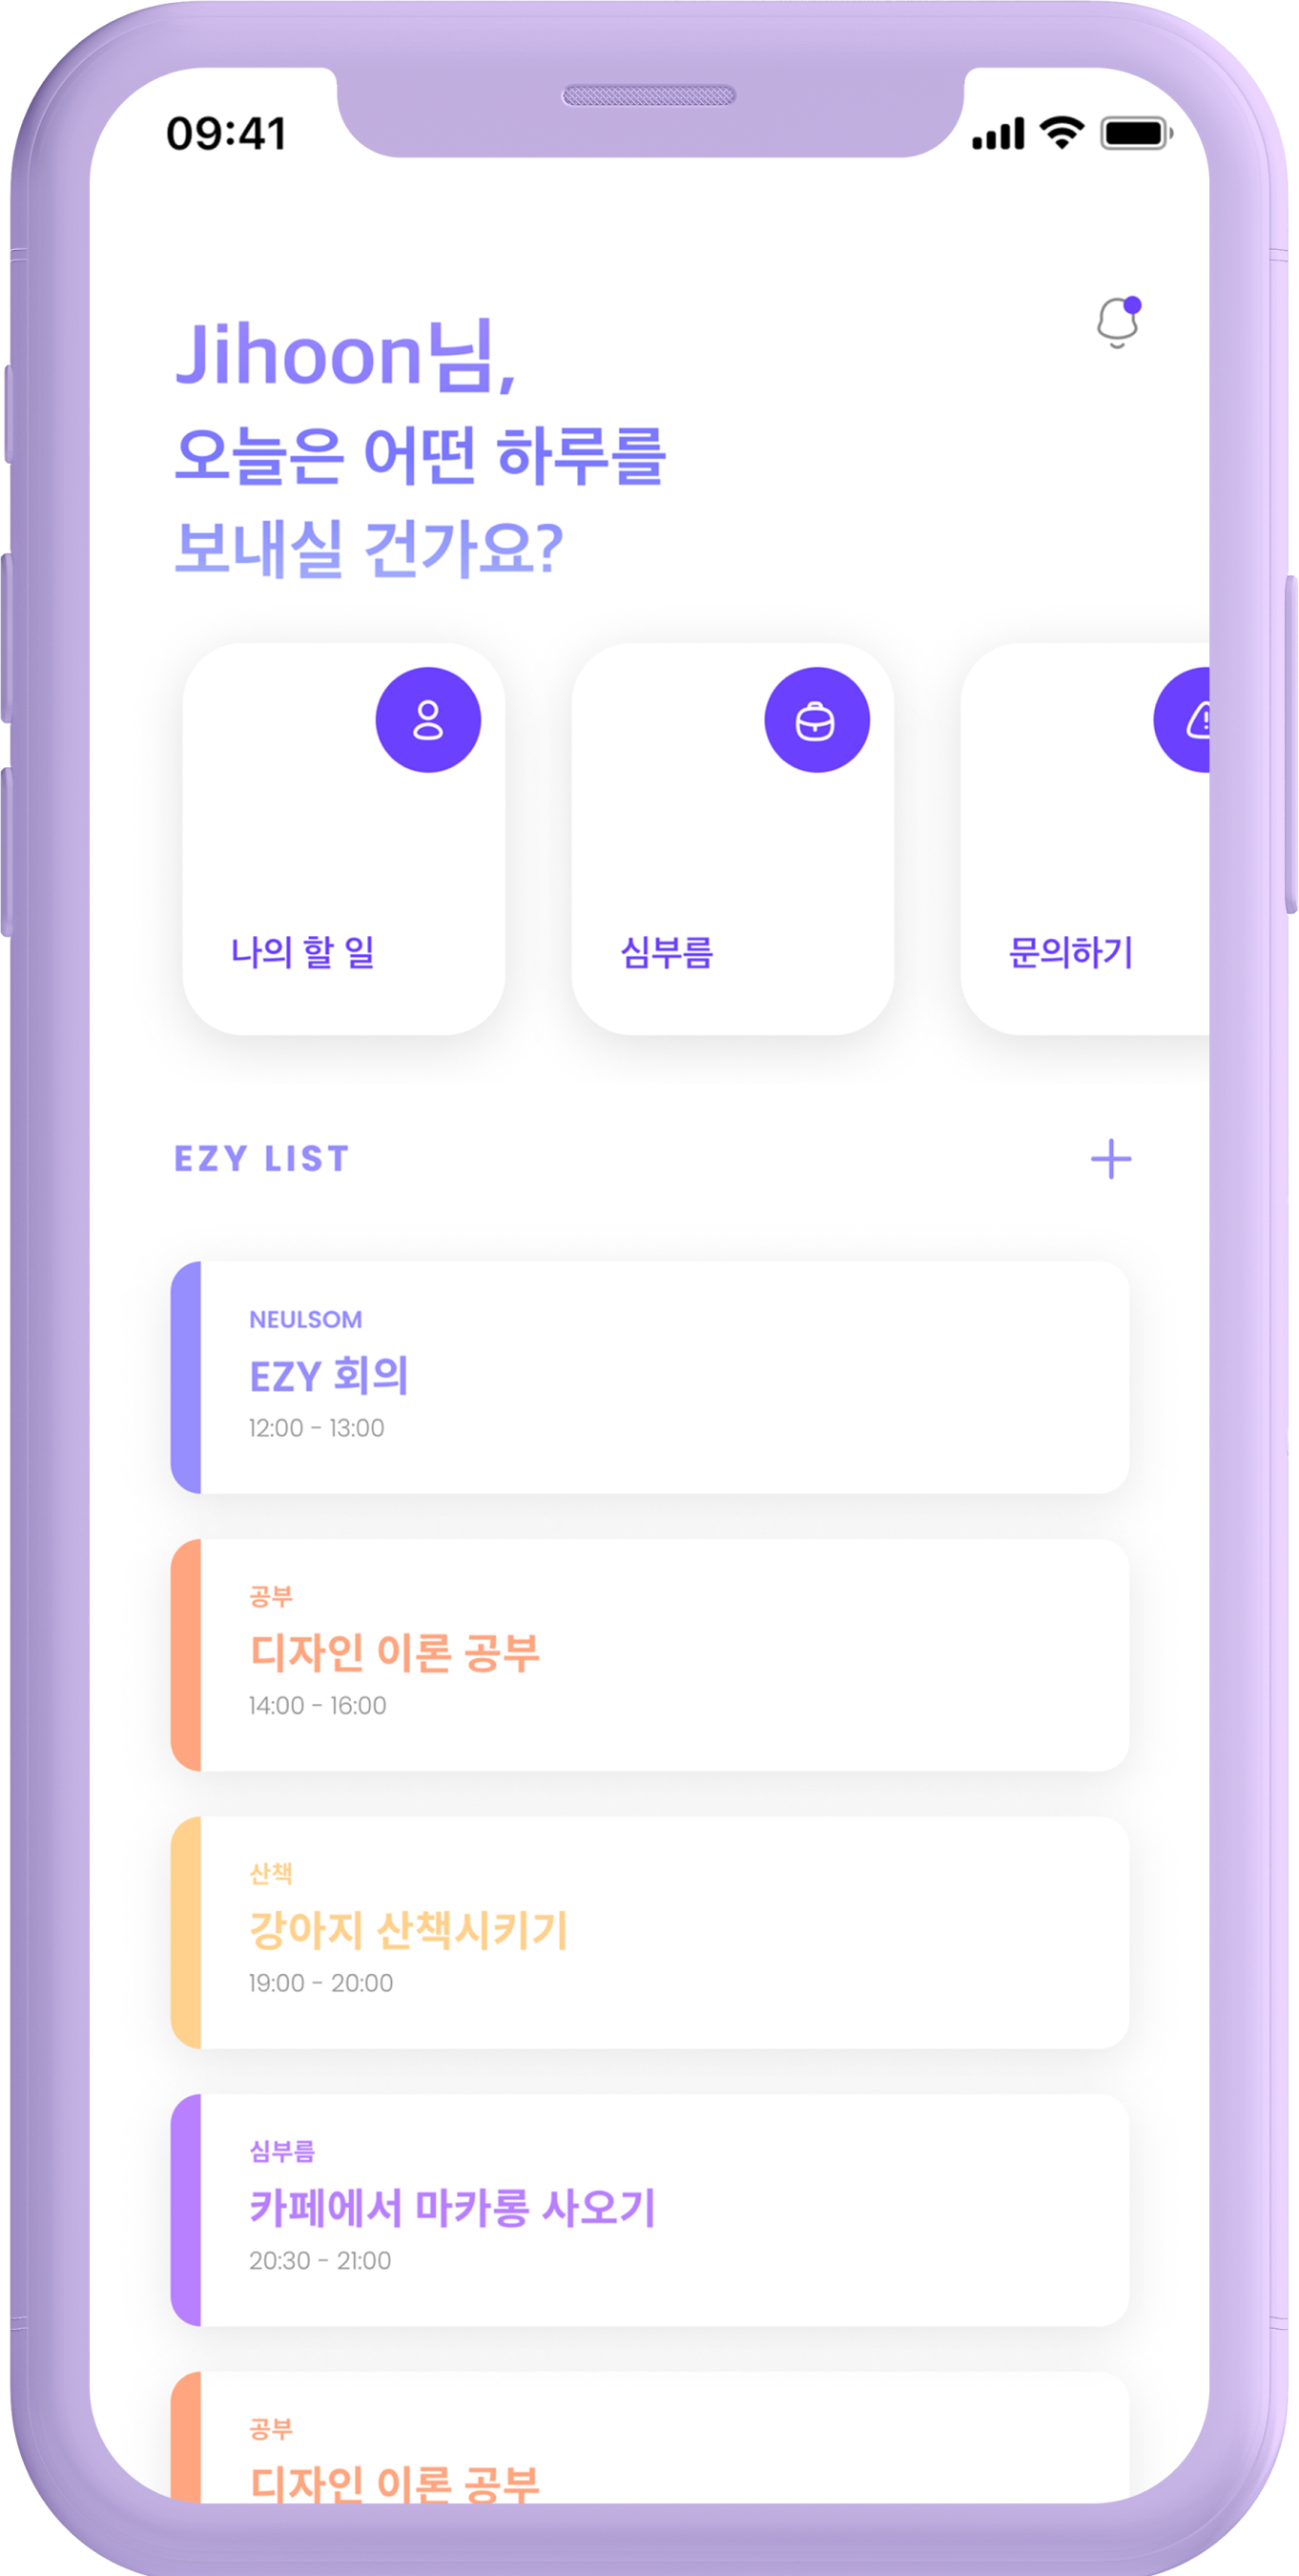 09:41
Jihoon님,
오늘은 어떤 하루를
보내실 건가요?
나의 할 일
심부름
문의하기
EZY LIST
NEULSOM
EZY 회의
12:00 - 13:00
공부
디자인 이론 공부
14:00 - 16:00
산책
강아지 산책시키기
19:00 - 20:00
심부름
카페에서 마카롱 사오기
20:30 - 21:00
공부
디자인 이론 공부